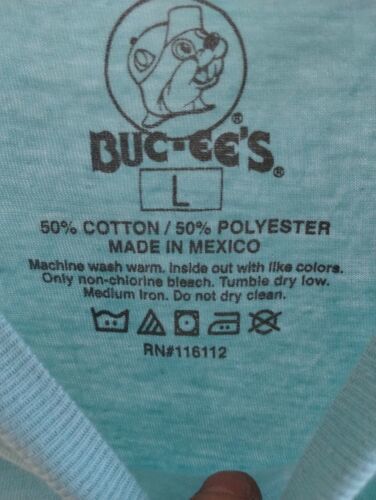 BUC-EE'S®
L
50% COTTON / 50% POLYESTER
MADE IN MEXICO
Machine wash warm. Inside out with like colors.
Only non-chlorine bleach. Tumble dry low.
Medium Iron. Do not dry clean.
RN#116112